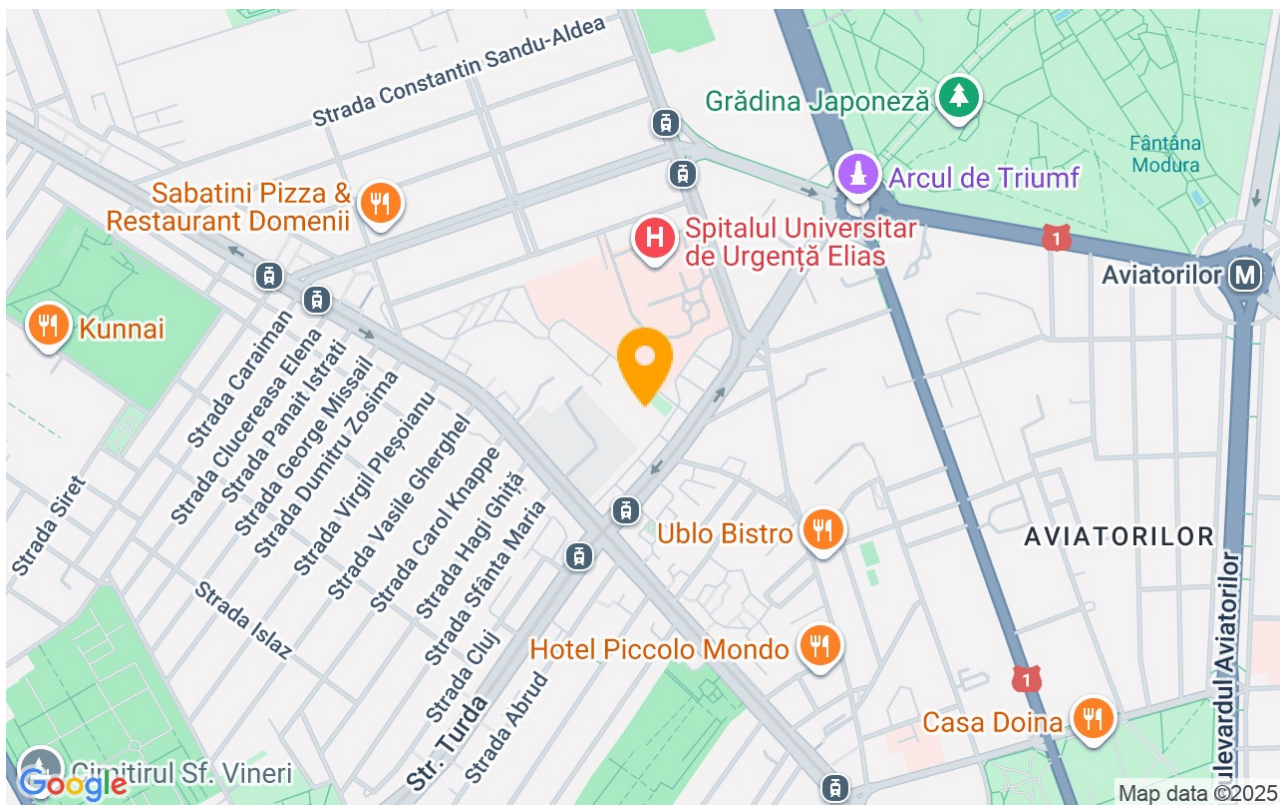 Strada Constantin Sandu-Aldea
Grădina Japoneză
Fântâna
Modura
Sabatini Pizza &
Restaurant Domenii
Arcul de Triumf
Spitalul Universitar
de Urgență Elias
1
Aviatorilor
M
Kunnai
Strada Caraiman
Strada Clucereasa Elena
Strada Panait Istrati
Strada George Missail
Strada Dumitru Zosima
Strada Virgil Pleșoianu
Strada Vasile Gherghel
Strada Carol Knappe
Strada Hagi Ghiță
Strada Sfânta Maria
Strada Siret
Strada Islaz
Strada Cluj
Str. Turda
Strada Abrud
Ublo Bistro
AVIATORILOR
Hotel Piccolo Mondo
1
Casa Doina
ulevardul Aviatorilor
Cimitirul Sf. Vineri
Google
Map data ©2025
H